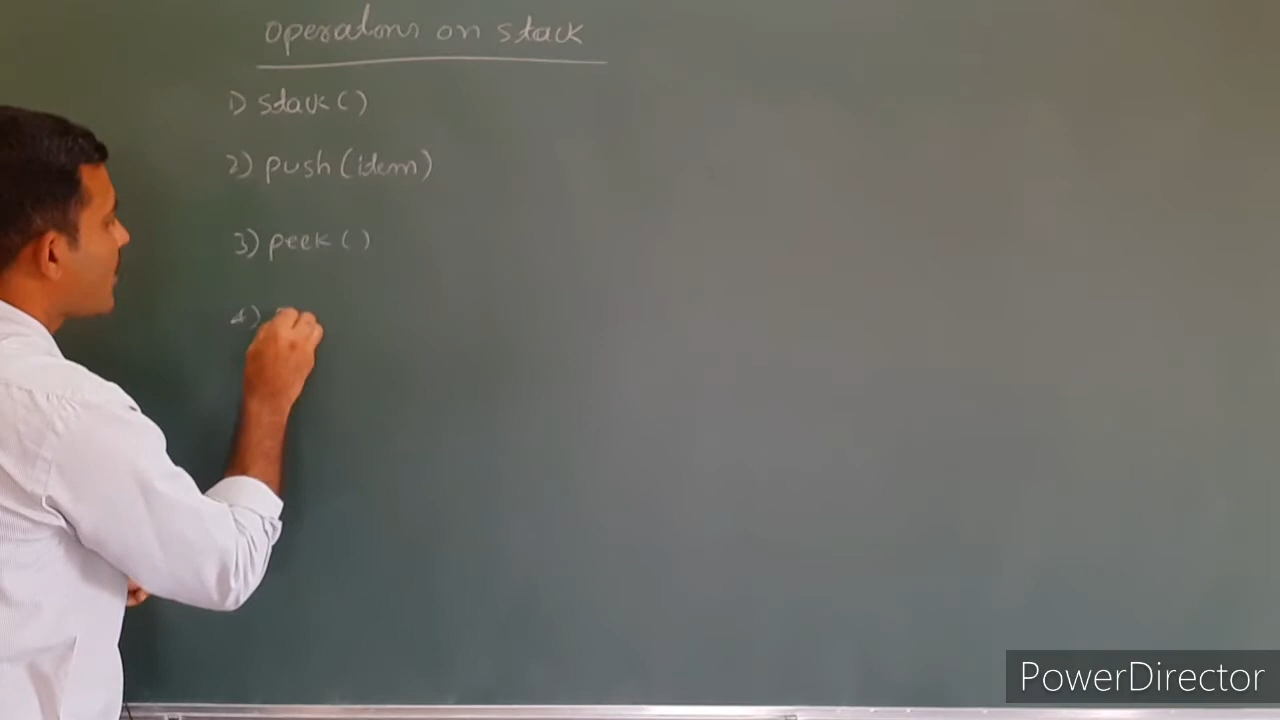 operations on stack
1) stack()
2) push(item)
3) peek()
4)
PowerDirector